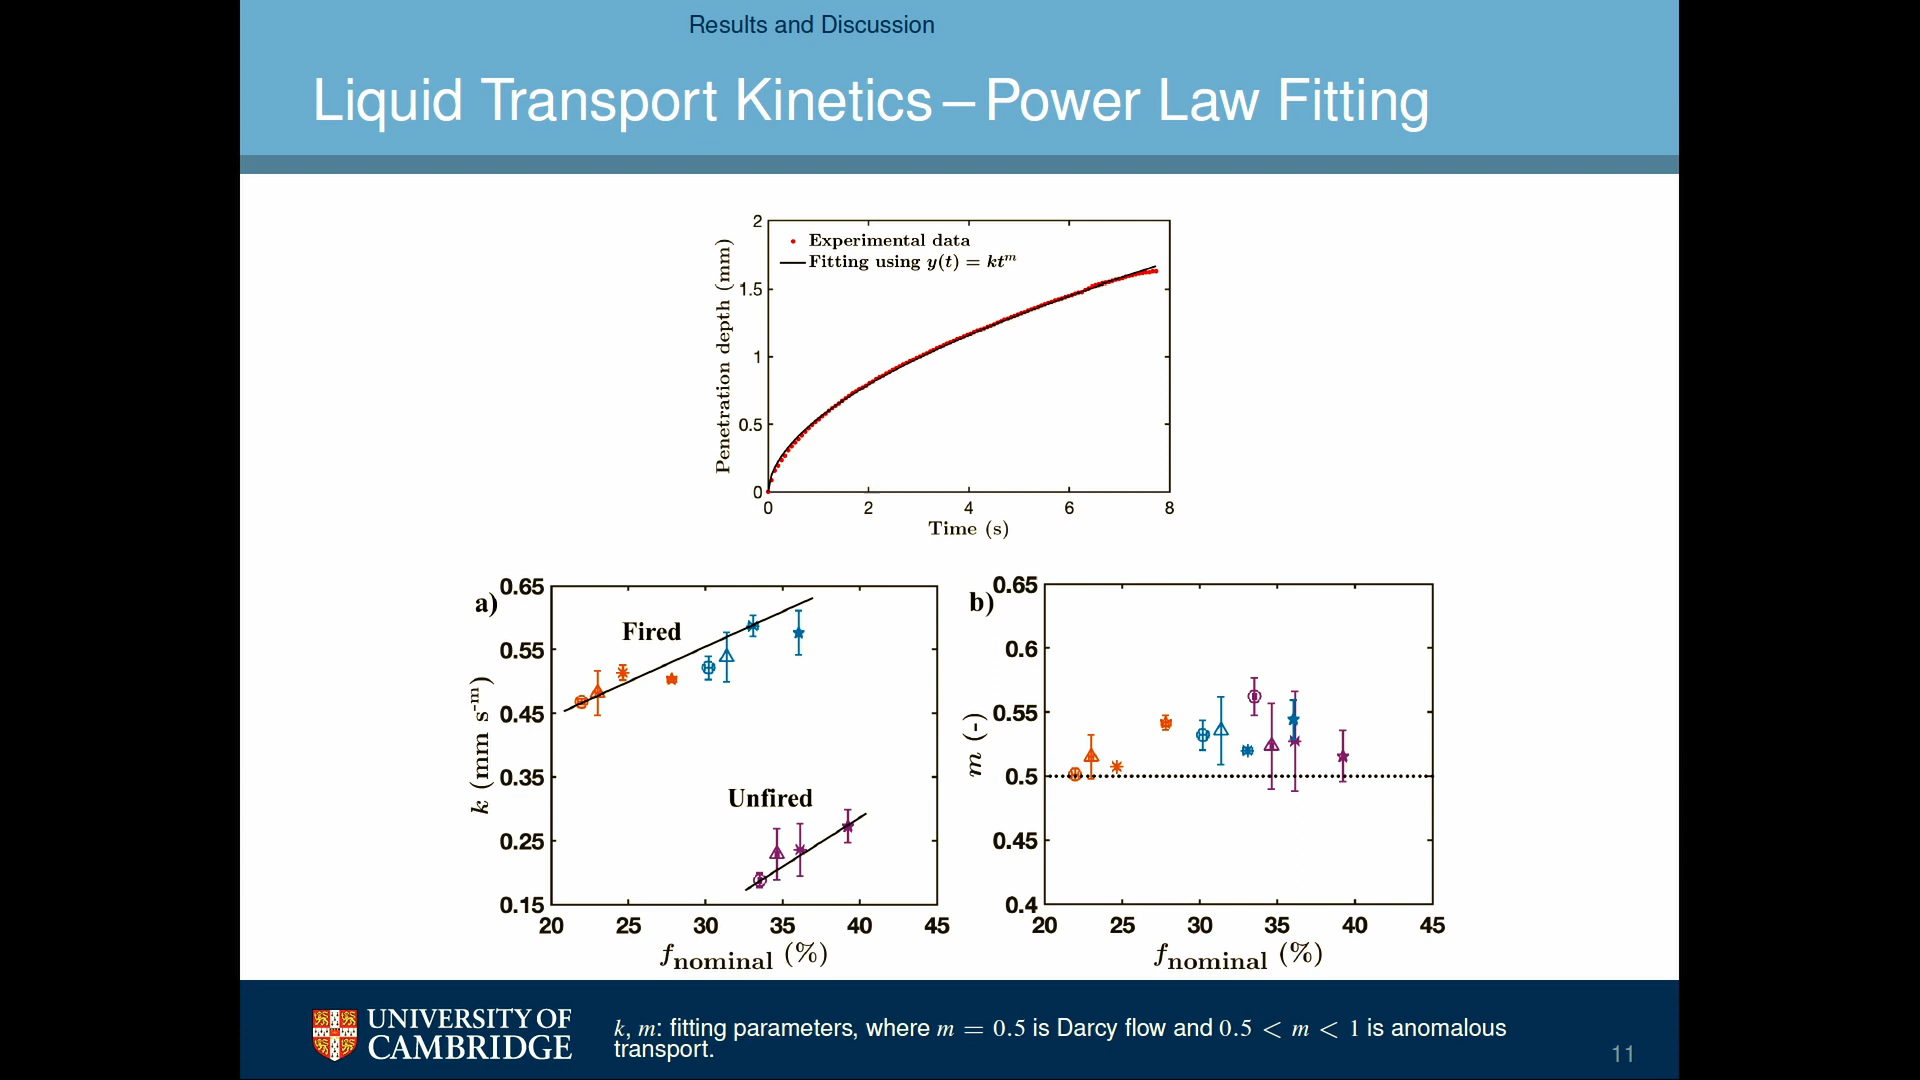 Results and Discussion
Liquid Transport Kinetics – Power Law Fitting
2
1.5
1
0.5
0
Penetration depth (mm)
Experimental data
Fitting using y(t) = kt^m
0 2 4 6 8
Time (s)
a)
0.65
0.55
0.45
0.35
0.25
0.15
k (mm s^-m)
Fired
Unfired
20 25 30 35 40 45
f_nominal (%)
b)
0.65
0.6
0.55
0.5
0.45
0.4
m (-)
20 25 30 35 40 45
f_nominal (%)
UNIVERSITY OF
CAMBRIDGE
k, m: fitting parameters, where m = 0.5 is Darcy flow and 0.5 < m < 1 is anomalous
transport.
11